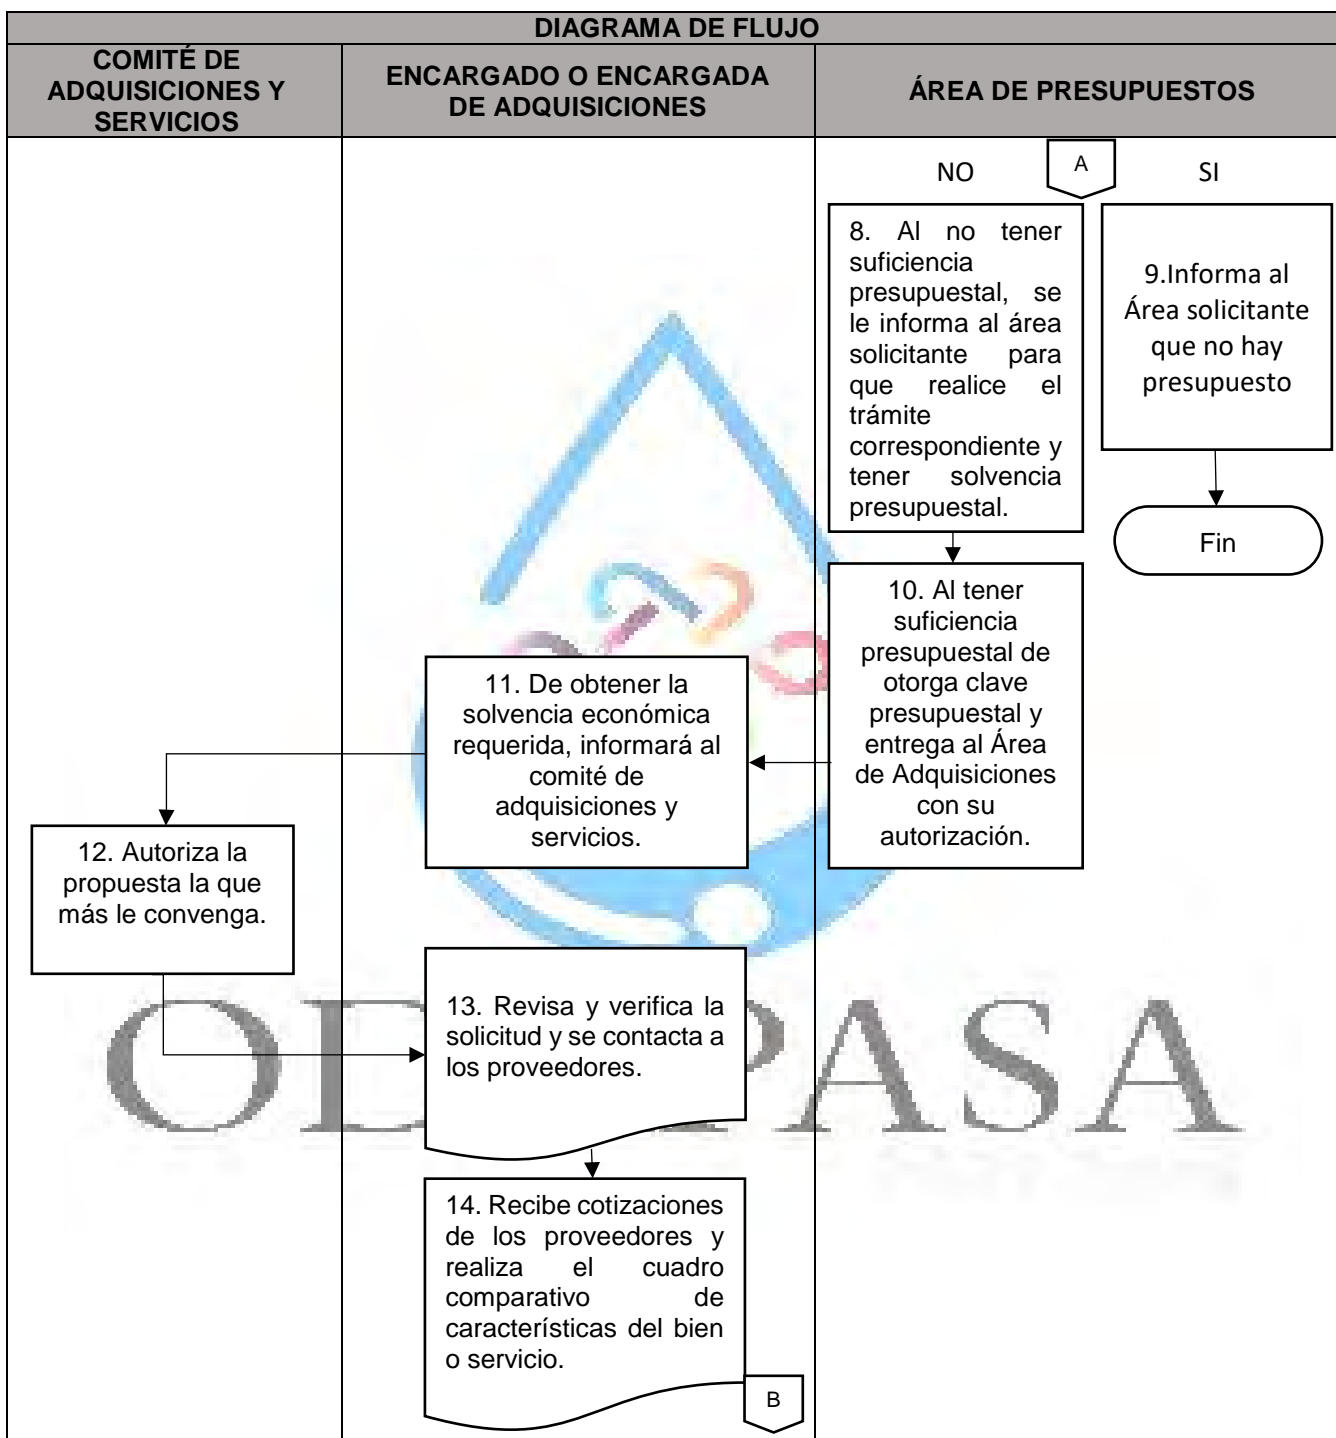 DIAGRAMA DE FLUJO
COMITÉ DE
ADQUISICIONES Y
SERVICIOS
ENCARGADO O ENCARGADA
DE ADQUISICIONES
ÁREA DE PRESUPUESTOS
NO
A
SI
8. Al no tener
suficiencia
presupuestal, se
le informa al área
solicitante para
que realice el
trámite
correspondiente y
tener solvencia
presupuestal.
9.Informa al
Área solicitante
que no hay
presupuesto
Fin
10. Al tener
suficiencia
presupuestal de
otorga clave
presupuestal y
entrega al Área
de Adquisiciones
con su
autorización.
11. De obtener la
solvencia económica
requerida, informará al
comité de
adquisiciones y
servicios.
12. Autoriza la
propuesta la que
más le convenga.
13. Revisa y verifica la
solicitud y se contacta a
los proveedores.
14. Recibe cotizaciones
de los proveedores y
realiza el cuadro
comparativo de
características del bien
o servicio.
B